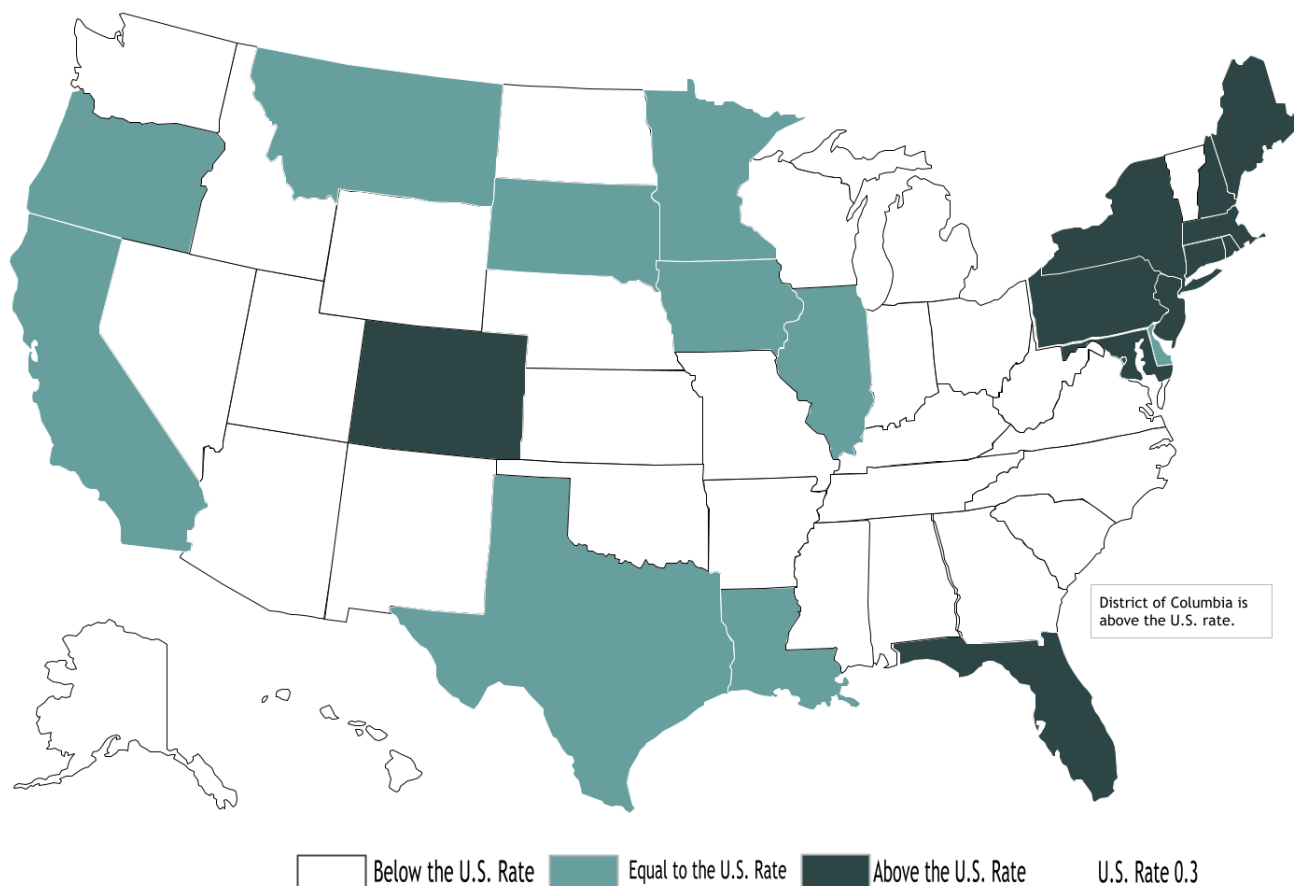 District of Columbia is
above the U.S. rate.
Below the U.S. Rate Equal to the U.S. Rate Above the U.S. Rate U.S. Rate 0.3